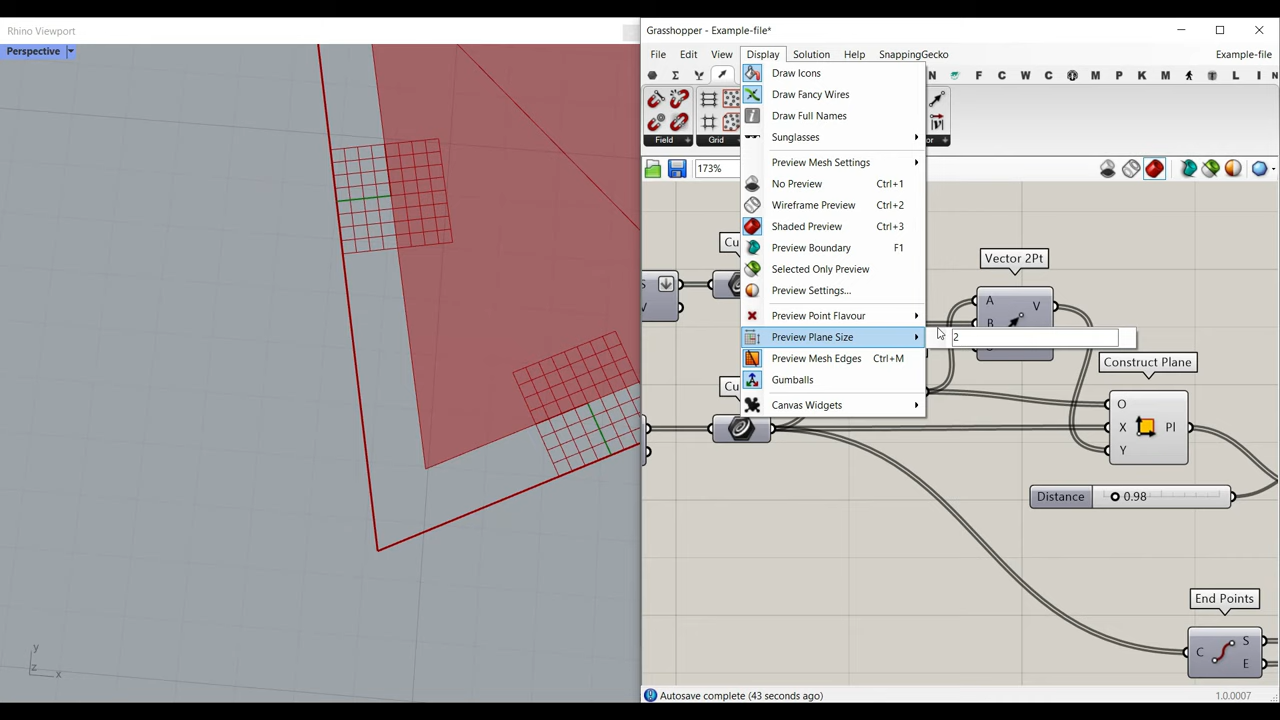 Rhino Viewport
Perspective
y
z
x
Grasshopper - Example-file*
File Edit View Display Solution Help SnappingGecko Example-file
N F C W C M P K M T L I N
Field
Grid
173%
Draw Icons
Draw Fancy Wires
Draw Full Names
Sunglasses
Preview Mesh Settings
No Preview Ctrl+1
Wireframe Preview Ctrl+2
Shaded Preview Ctrl+3
Preview Boundary F1
Selected Only Preview
Preview Settings...
Preview Point Flavour
Preview Plane Size
2
Preview Mesh Edges Ctrl+M
Gumballs
Canvas Widgets
Cu
Cu
Vector 2Pt
A
B
V
Construct Plane
O
X
Y
Pl
Distance 0.98
End Points
C
S
E
Autosave complete (43 seconds ago)
1.0.0007